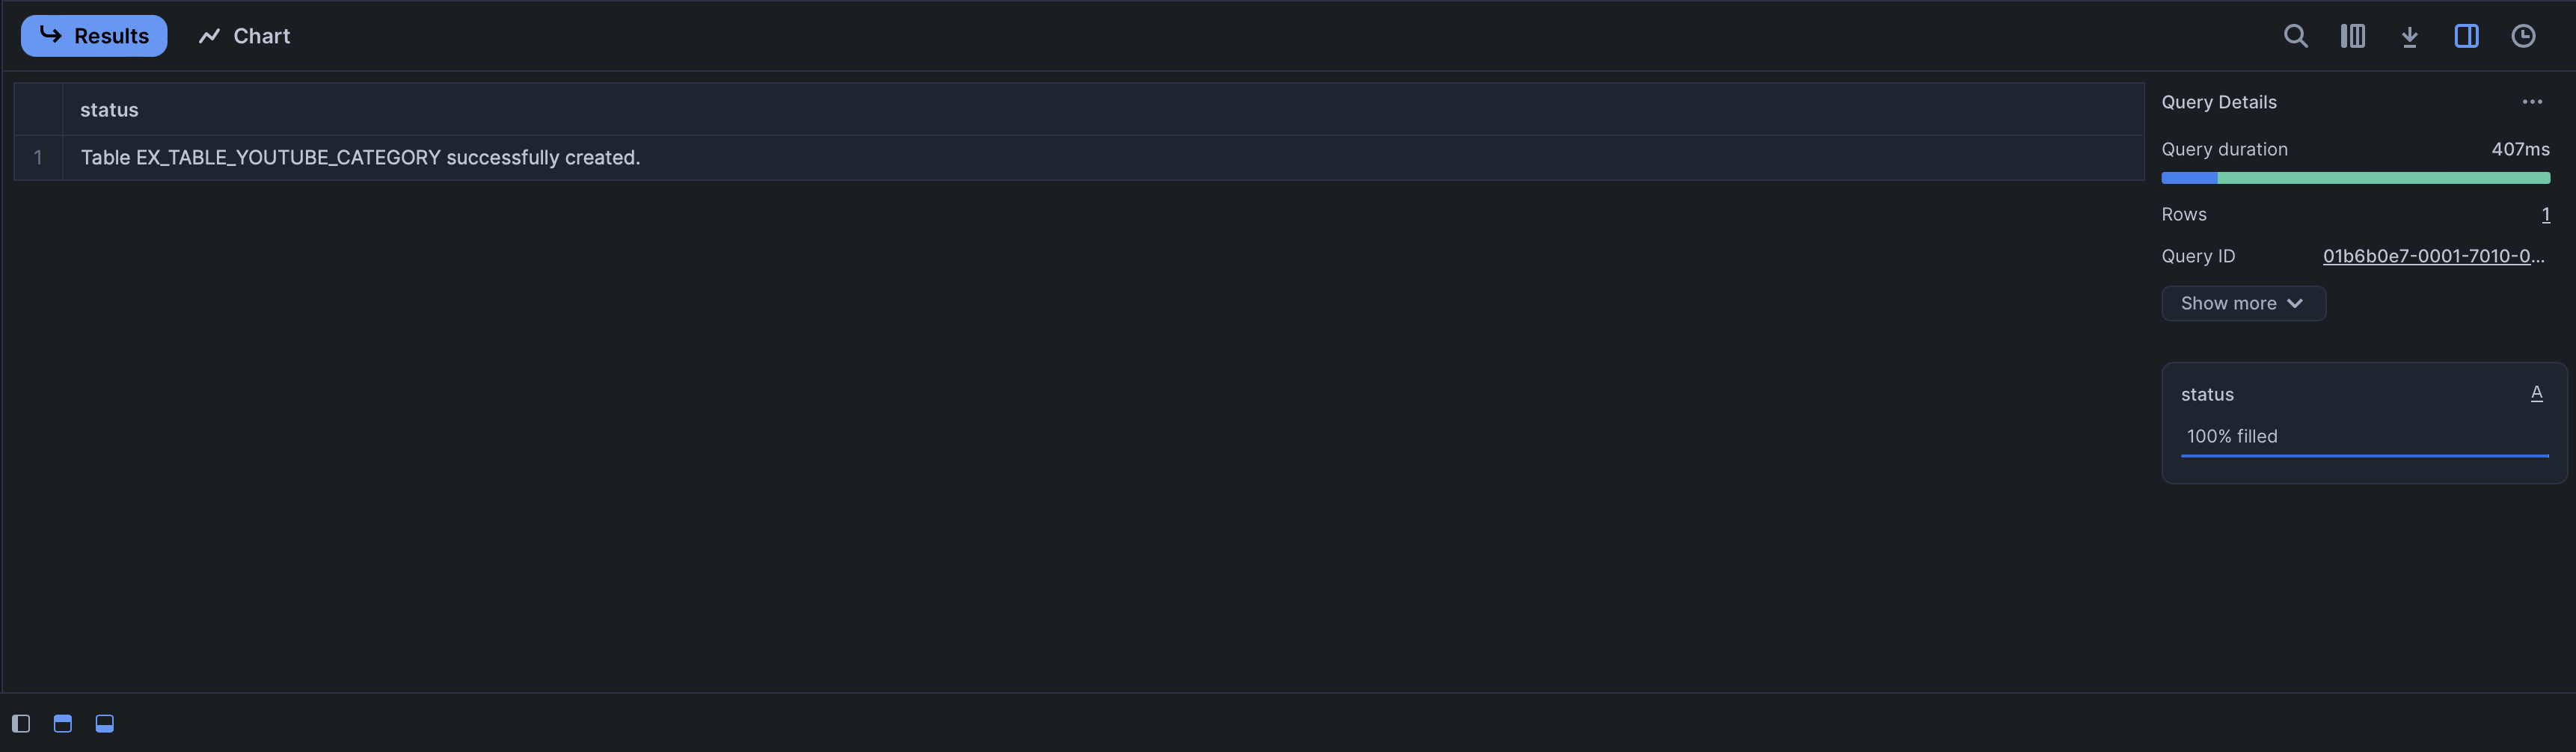 Results
Chart
status
1
Table EX_TABLE_YOUTUBE_CATEGORY successfully created.
Query Details
Query duration 407ms
Rows 1
Query ID 01b6b0e7-0001-7010-0...
Show more
status A
100% filled